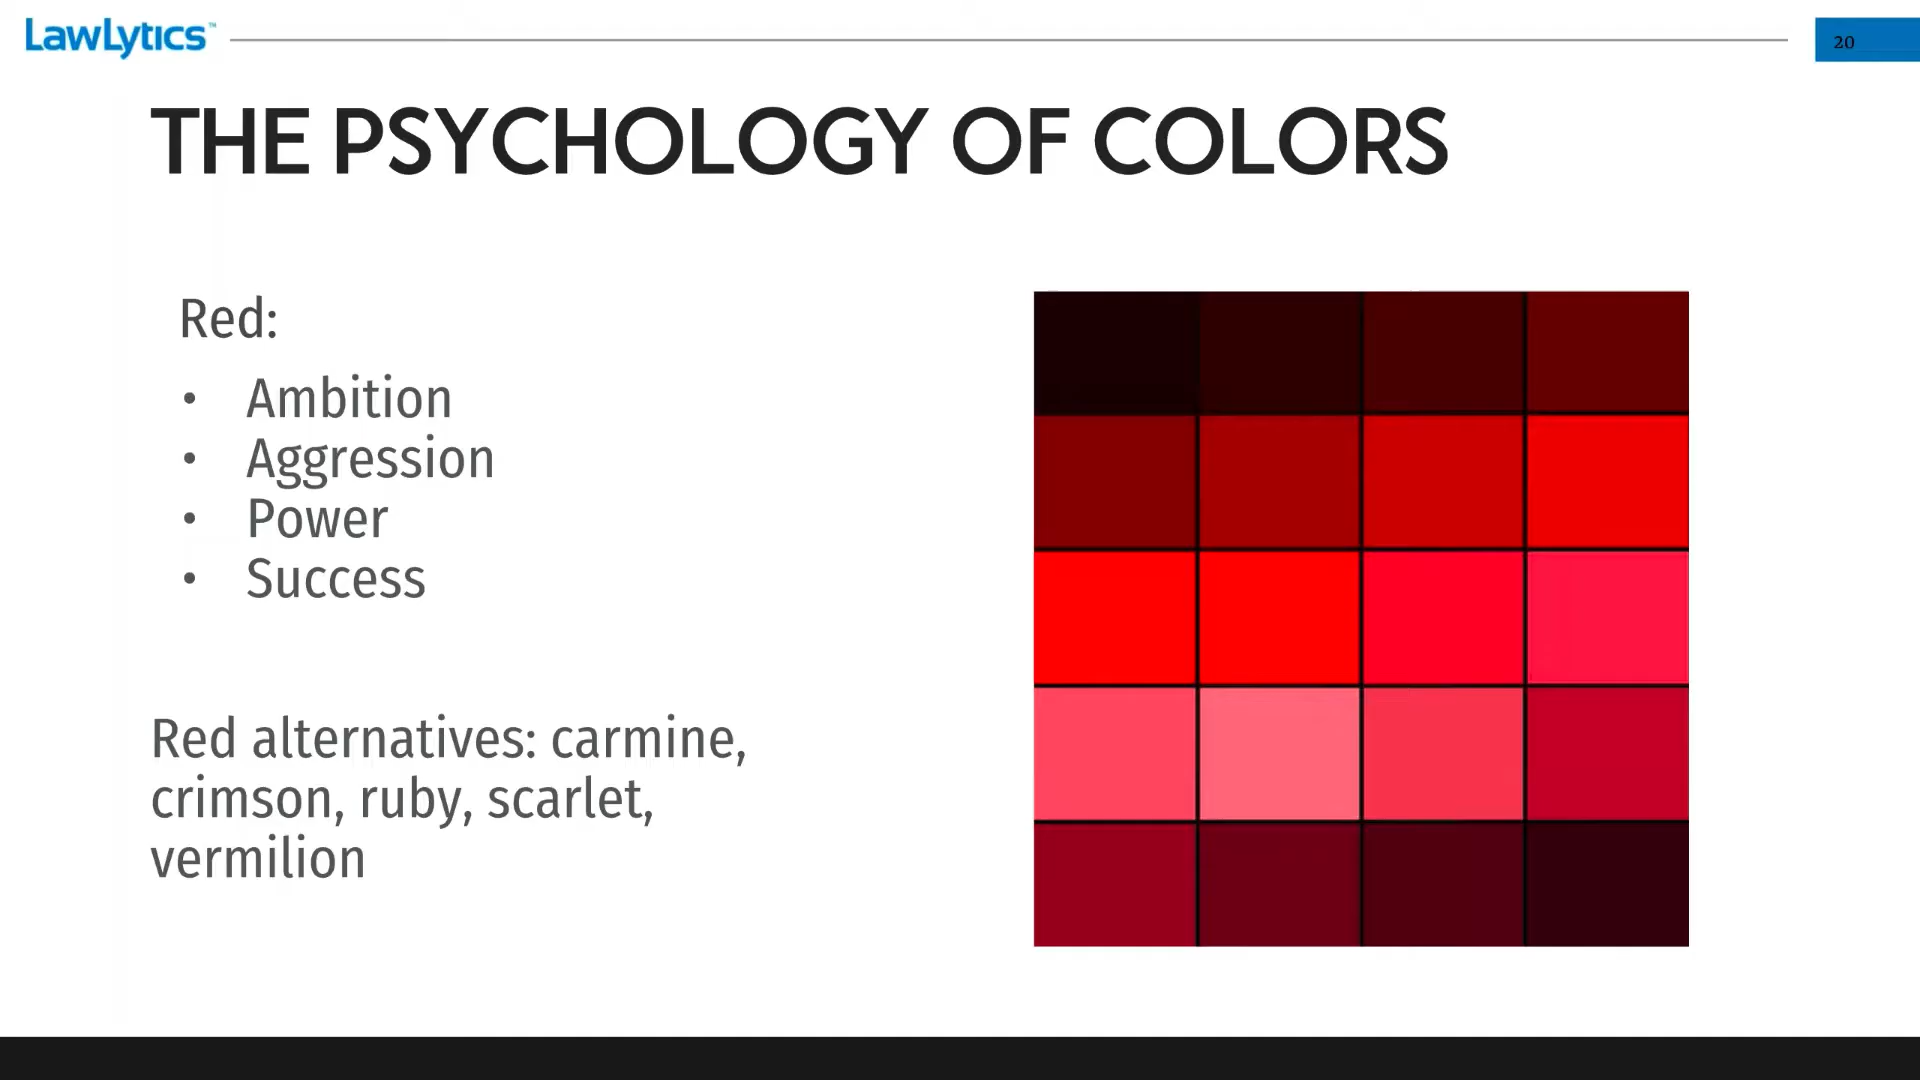 LawLytics™
20
THE PSYCHOLOGY OF COLORS
Red:
• Ambition
• Aggression
• Power
• Success
Red alternatives: carmine,
crimson, ruby, scarlet,
vermilion